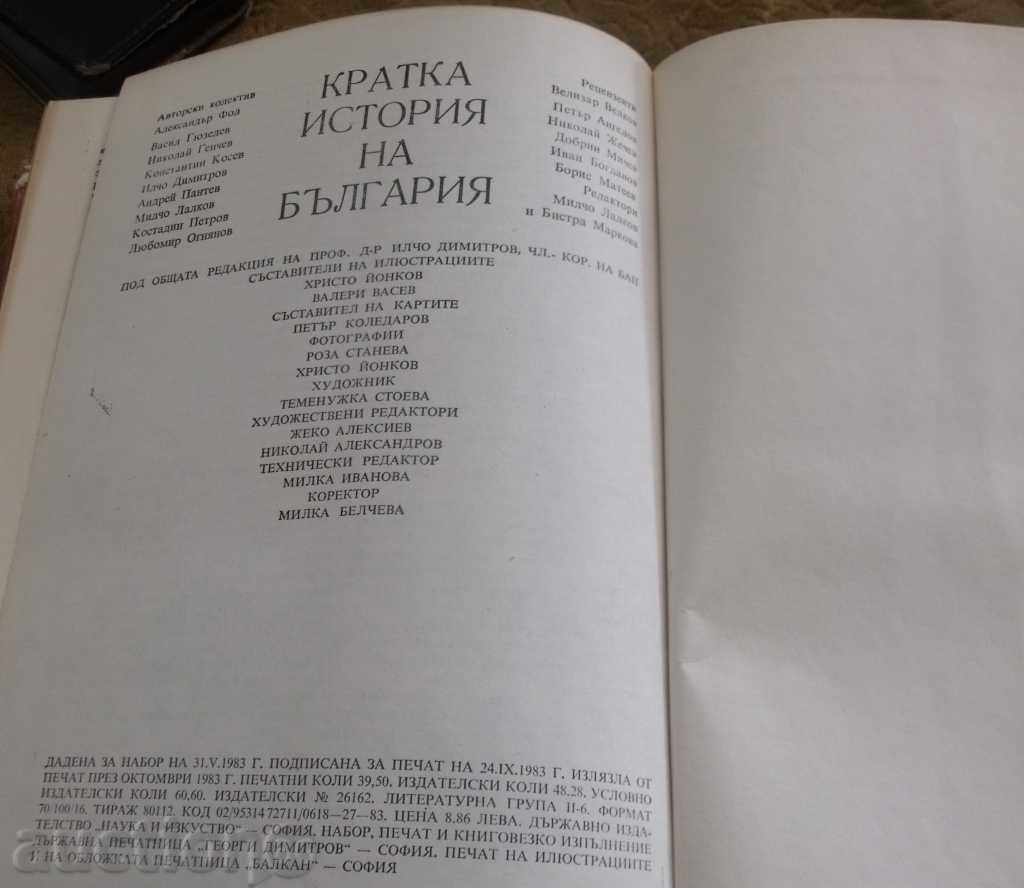 Авторски колектив
Александър Фол
Васил Гюзелев
Николай Генчев
Константин Косев
Илчо Димитров
Андрей Пантев
Милчо Лалков
Костадин Петров
Любомир Огнянов
КРАТКА
ИСТОРИЯ
НА
БЪЛГАРИЯ
Рецензенти
Велизар Велков
Петър Ангелов
Николай Жечев
Добрин Мичев
Иван Богданов
Борис Матеев
Редактори
Милчо Лалков
и Бистра Маркова
ПОД ОБЩАТА РЕДАКЦИЯ НА ПРОФ. Д-Р ИЛЧО ДИМИТРОВ, ЧЛ.- КОР. НА БАН
СЪСТАВИТЕЛИ НА ИЛЮСТРАЦИИТЕ
ХРИСТО ЙОНКОВ
ВАЛЕРИ ВАСЕВ
СЪСТАВИТЕЛ НА КАРТИТЕ
ПЕТЪР КОЛЕДАРОВ
ФОТОГРАФИИ
РОЗА СТАНЕВА
ХРИСТО ЙОНКОВ
ХУДОЖНИК
ТЕМЕНУЖКА СТОЕВА
ХУДОЖЕСТВЕНИ РЕДАКТОРИ
ЖЕКО АЛЕКСИЕВ
НИКОЛАЙ АЛЕКСАНДРОВ
ТЕХНИЧЕСКИ РЕДАКТОР
МИЛКА ИВАНОВА
КОРЕКТОР
МИЛКА БЕЛЧЕВА
ДАДЕНА ЗА НАБОР НА 31.V.1983 Г. ПОДПИСАНА ЗА ПЕЧАТ НА 24.IX.1983 Г. ИЗЛЯЗЛА ОТ
ПЕЧАТ ПРЕЗ ОКТОМВРИ 1983 Г. ПЕЧАТНИ КОЛИ 39,50. ИЗДАТЕЛСКИ КОЛИ 48.28. УСЛОВНО
ИЗДАТЕЛСКИ КОЛИ 60,60. ИЗДАТЕЛСКИ № 26162. ЛИТЕРАТУРНА ГРУПА II-6. ФОРМАТ
70/100/16. ТИРАЖ 80112. КОД 02/9531472711/0618–27–83. ЦЕНА 8,86 ЛЕВА. ДЪРЖАВНО ИЗДА-
ТЕЛСТВО „НАУКА И ИЗКУСТВО“ — СОФИЯ. НАБОР, ПЕЧАТ И КНИГОВЕЗКО ИЗПЪЛНЕНИЕ
ДЪРЖАВНА ПЕЧАТНИЦА „ГЕОРГИ ДИМИТРОВ“ — СОФИЯ. ПЕЧАТ НА ИЛЮСТРАЦИИТЕ
И НА ОБЛОЖКАТА ПЕЧАТНИЦА „БАЛКАН“ — СОФИЯ